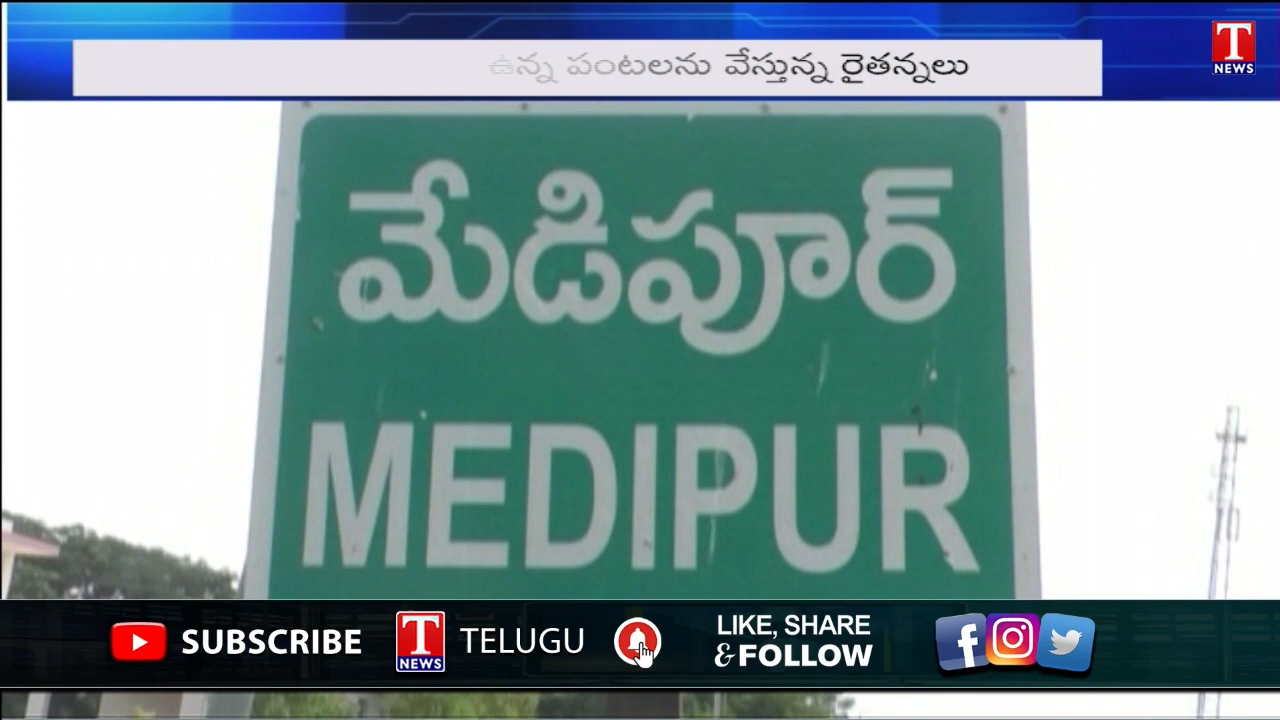 ఉన్న పంటలను వేస్తున్న రైతన్నలు
T
NEWS
మేడిపూర్
MEDIPUR
SUBSCRIBE
T
NEWS
TELUGU
LIKE, SHARE
& FOLLOW